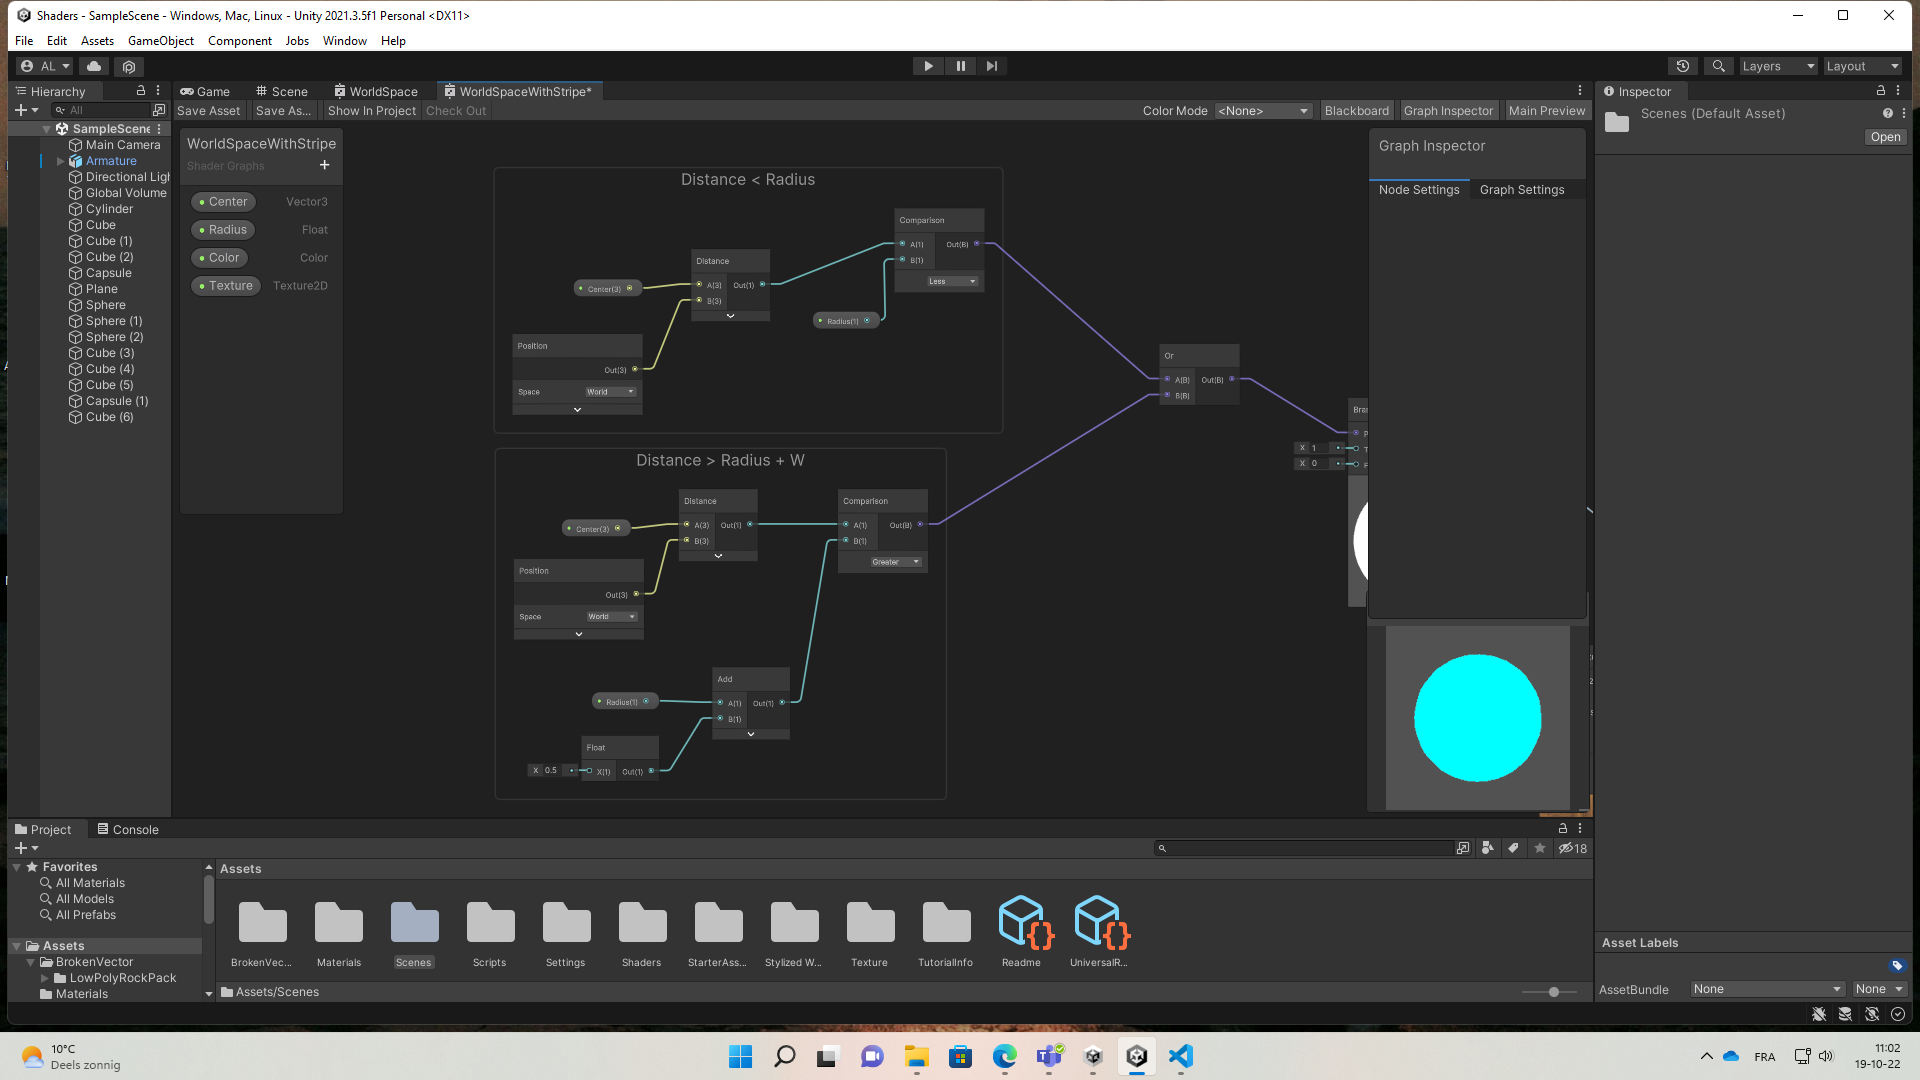 Shaders - SampleScene - Windows, Mac, Linux - Unity 2021.3.5f1 Personal <DX11>
File Edit Assets GameObject Component Jobs Window Help
AL Layers Layout
Hierarchy
All
SampleScene
Main Camera
Armature
Directional Ligh
Global Volume
Cylinder
Cube
Cube (1)
Cube (2)
Capsule
Plane
Sphere
Sphere (1)
Sphere (2)
Cube (3)
Cube (4)
Cube (5)
Capsule (1)
Cube (6)
Game Scene WorldSpace WorldSpaceWithStripe*
Save Asset Save As... Show In Project Check Out Color Mode <None> Blackboard Graph Inspector Main Preview
WorldSpaceWithStripe
Shader Graphs
Center Vector3
Radius Float
Color Color
Texture Texture2D
Distance < Radius
Comparison
A(1) Out(B)
B(1)
Less
Distance
A(3) Out(1)
B(3)
Center(3)
Radius(1)
Position
Out(3)
Space World
Or
A(B) Out(B)
B(B)
Bra
P
X 1 T
X 0 F
Distance > Radius + W
Distance
A(3) Out(1)
B(3)
Comparison
A(1) Out(B)
B(1)
Greater
Center(3)
Position
Out(3)
Space World
Add
A(1) Out(1)
B(1)
Radius(1)
Float
X 0.5 X(1) Out(1)
Graph Inspector
Node Settings Graph Settings
Inspector
Scenes (Default Asset)
Open
Asset Labels
AssetBundle None None
Project Console
18
Favorites
All Materials
All Models
All Prefabs
Assets
BrokenVector
LowPolyRockPack
Materials
Assets
BrokenVec... Materials Scenes Scripts Settings Shaders StarterAss... Stylized W... Texture TutorialInfo Readme UniversalR...
Assets/Scenes
10°C
Deels zonnig
FRA
11:02
19-10-22